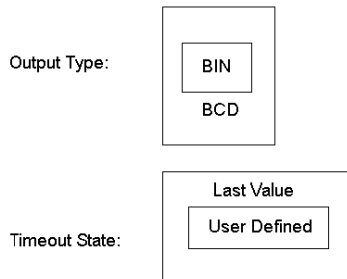 Output Type:
BIN
BCD
Last Value
User Defined
Timeout State: